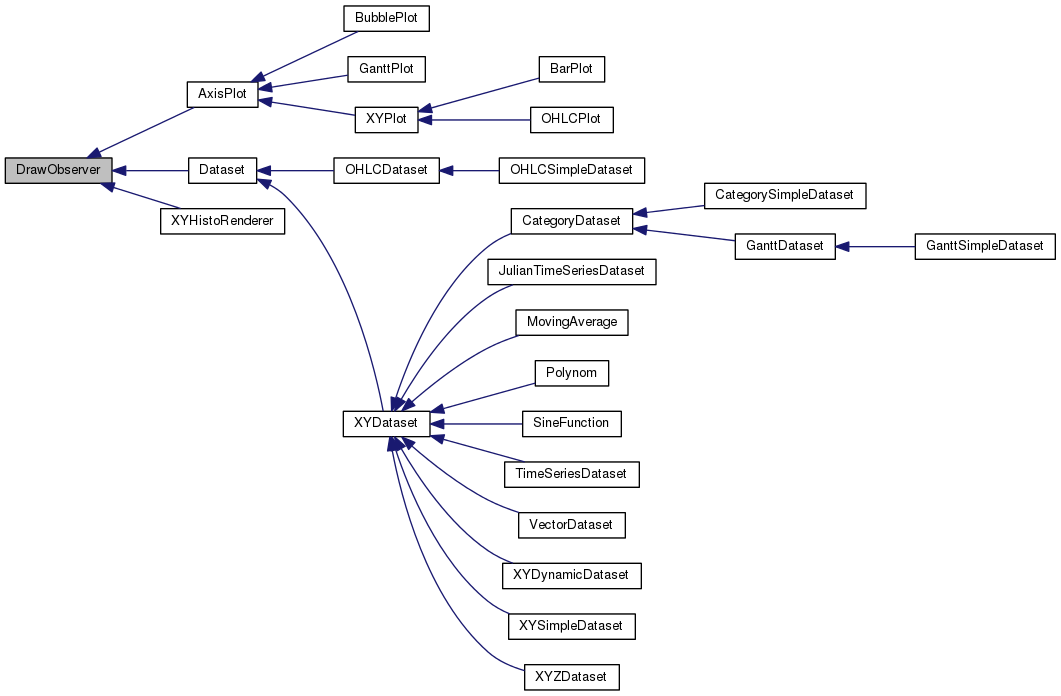 BubblePlot
GanttPlot
BarPlot
AxisPlot
XYPlot
OHLCPlot
DrawObserver
Dataset
OHLCDataset
OHLCSimpleDataset
CategorySimpleDataset
XYHistoRenderer
CategoryDataset
GanttDataset
GanttSimpleDataset
JulianTimeSeriesDataset
MovingAverage
Polynom
XYDataset
SineFunction
TimeSeriesDataset
VectorDataset
XYDynamicDataset
XYSimpleDataset
XYZDataset